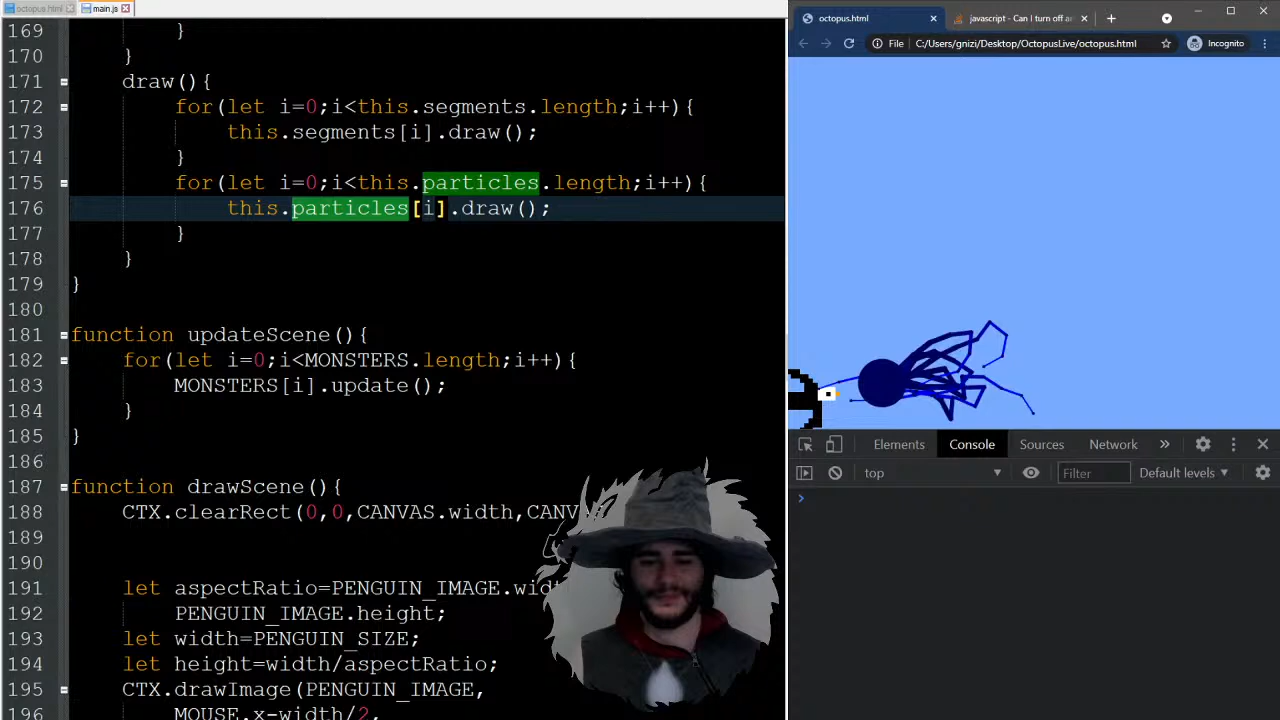 octopus.html
main.js
169 }
170 }
171 draw(){
172 for(let i=0;i<this.segments.length;i++){
173 this.segments[i].draw();
174 }
175 for(let i=0;i<this.particles.length;i++){
176 this.particles[i].draw();
177 }
178 }
179 }
180
181 function updateScene(){
182 for(let i=0;i<MONSTERS.length;i++){
183 MONSTERS[i].update();
184 }
185 }
186
187 function drawScene(){
188 CTX.clearRect(0,0,CANVAS.width,CANV
189
190
191 let aspectRatio=PENGUIN_IMAGE.widt
192 PENGUIN_IMAGE.height;
193 let width=PENGUIN_SIZE;
194 let height=width/aspectRatio;
195 CTX.drawImage(PENGUIN_IMAGE,
196 MOUSE.x-width/2,
octopus.html
javascript - Can I turn off an
File C:/Users/gnizi/Desktop/OctopusLive/octopus.html Incognito
Elements Console Sources Network
top Filter Default levels